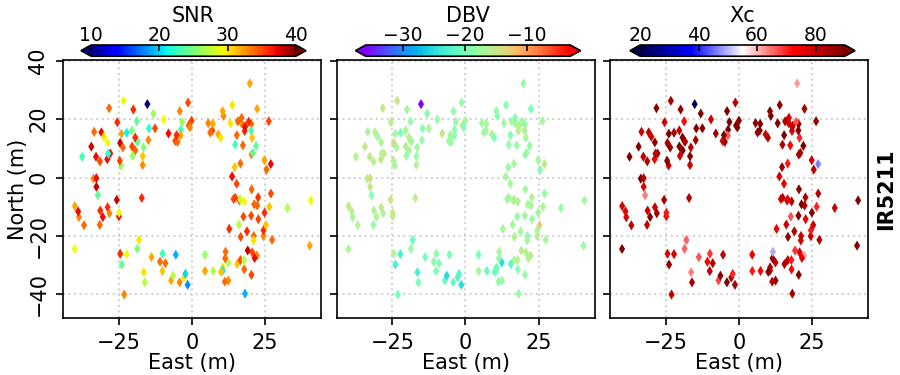 SNR DBV Xc
10 20 30 40 −30 −20 −10 20 40 60 80
40
20
0
−20
−40
North (m)
−25 0 25 −25 0 25 −25 0 25
East (m) East (m) East (m)
IR5211